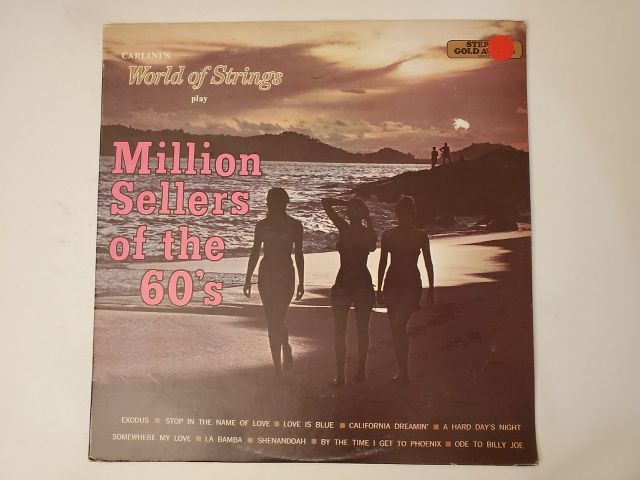 CARLINI'S
World of Strings
play
Million
Sellers
of the
60's
GOLD
EXODUS ■ STOP IN THE NAME OF LOVE ■ LOVE IS BLUE ■ CALIFORNIA DREAMIN' ■ A HARD DAY'S NIGHT
SOMEWHERE MY LOVE ■ LA BAMBA ■ SHENANDOAH ■ BY THE TIME I GET TO PHOENIX ■ ODE TO BILLY JOE